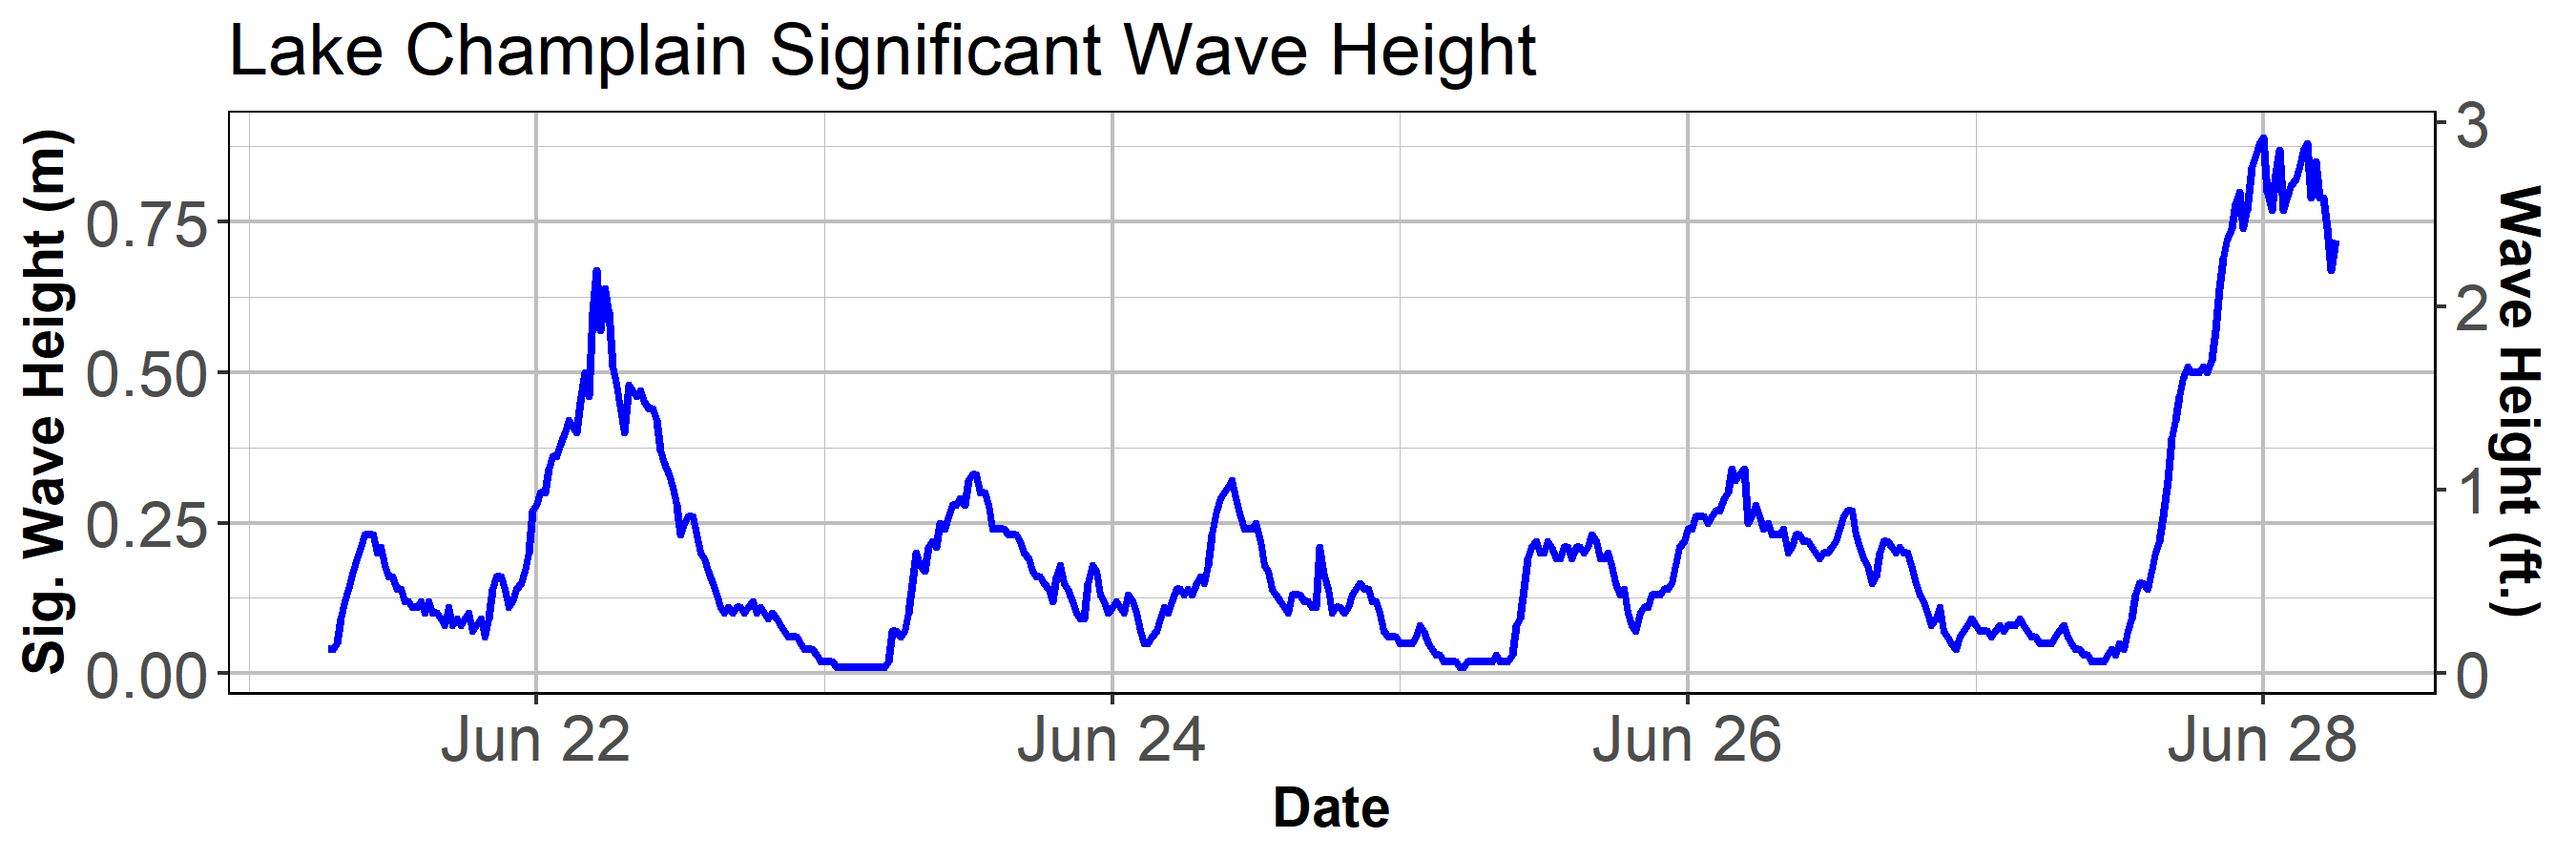 Lake Champlain Significant Wave Height
Sig. Wave Height (m)
0.75
0.50
0.25
0.00
3
2
1
0
Wave Height (ft.)
Jun 22
Jun 24
Jun 26
Jun 28
Date